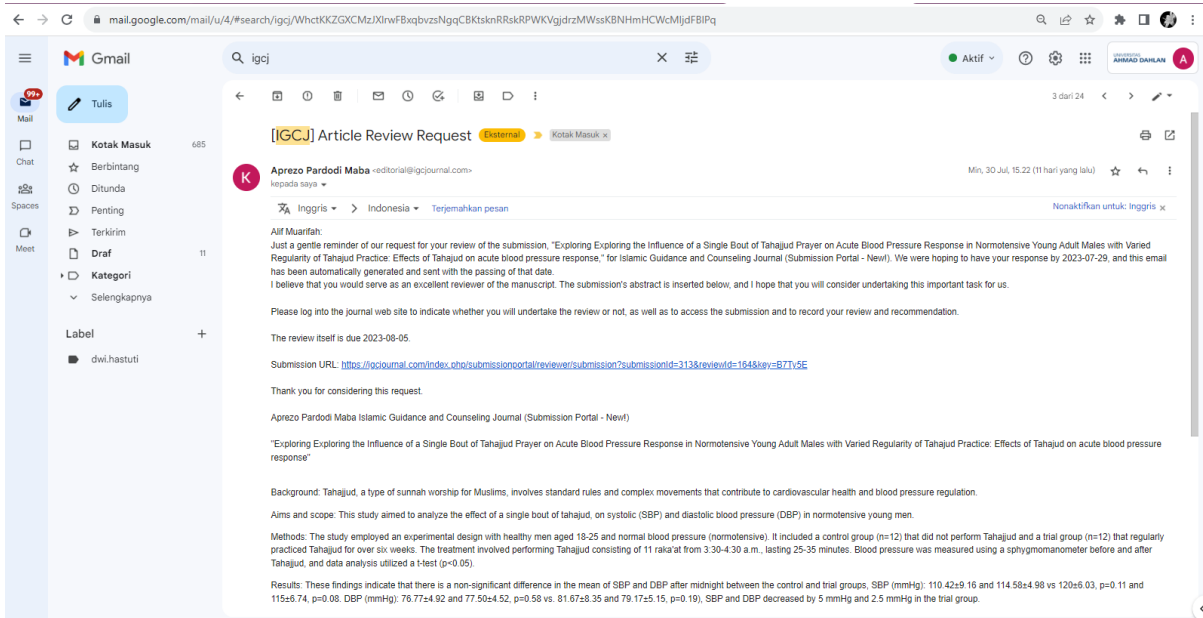 mail.google.com/mail/u/4/#search/igcj/WhctKKZGXCMzJXlrwFBxqbvzsNgqCBKtsknRRskRPWKVgjdrzMWssKBNHmHCWcMljdFBlPq
Gmail
igcj
Aktif
UNIVERSITAS
AHMAD DAHLAN
A
99+
Mail
Chat
Spaces
Meet
Tulis
Kotak Masuk 685
Berbintang
Ditunda
Penting
Terkirim
Draf 11
Kategori
Selengkapnya
Label +
dwi.hastuti
3 dari 24
[IGCJ] Article Review Request Eksternal Kotak Masuk x
K
Aprezo Pardodi Maba <editorial@igcjournal.com> Min, 30 Jul, 15.22 (11 hari yang lalu)
kepada saya
Inggris > Indonesia Terjemahkan pesan Nonaktifkan untuk: Inggris x
Alif Muarifah:
Just a gentle reminder of our request for your review of the submission, "Exploring Exploring the Influence of a Single Bout of Tahajjud Prayer on Acute Blood Pressure Response in Normotensive Young Adult Males with Varied
Regularity of Tahajud Practice: Effects of Tahajud on acute blood pressure response," for Islamic Guidance and Counseling Journal (Submission Portal - New!). We were hoping to have your response by 2023-07-29, and this email
has been automatically generated and sent with the passing of that date.
I believe that you would serve as an excellent reviewer of the manuscript. The submission's abstract is inserted below, and I hope that you will consider undertaking this important task for us.
Please log into the journal web site to indicate whether you will undertake the review or not, as well as to access the submission and to record your review and recommendation.
The review itself is due 2023-08-05.
Submission URL: https://igcjournal.com/index.php/submissionportal/reviewer/submission?submissionId=313&reviewId=164&key=B7Ty5E
Thank you for considering this request.
Aprezo Pardodi Maba Islamic Guidance and Counseling Journal (Submission Portal - New!)
"Exploring Exploring the Influence of a Single Bout of Tahajjud Prayer on Acute Blood Pressure Response in Normotensive Young Adult Males with Varied Regularity of Tahajud Practice: Effects of Tahajud on acute blood pressure
response"
Background: Tahajjud, a type of sunnah worship for Muslims, involves standard rules and complex movements that contribute to cardiovascular health and blood pressure regulation.
Aims and scope: This study aimed to analyze the effect of a single bout of tahajud, on systolic (SBP) and diastolic blood pressure (DBP) in normotensive young men.
Methods: The study employed an experimental design with healthy men aged 18-25 and normal blood pressure (normotensive). It included a control group (n=12) that did not perform Tahajjud and a trial group (n=12) that regularly
practiced Tahajjud for over six weeks. The treatment involved performing Tahajjud consisting of 11 raka'at from 3:30-4:30 a.m., lasting 25-35 minutes. Blood pressure was measured using a sphygmomanometer before and after
Tahajjud, and data analysis utilized a t-test (p<0.05).
Results: These findings indicate that there is a non-significant difference in the mean of SBP and DBP after midnight between the control and trial groups, SBP (mmHg): 110.42±9.16 and 114.58±4.98 vs 120±6.03, p=0.11 and
115±6.74, p=0.08. DBP (mmHg): 76.77±4.92 and 77.50±4.52, p=0.58 vs. 81.67±8.35 and 79.17±5.15, p=0.19), SBP and DBP decreased by 5 mmHg and 2.5 mmHg in the trial group.